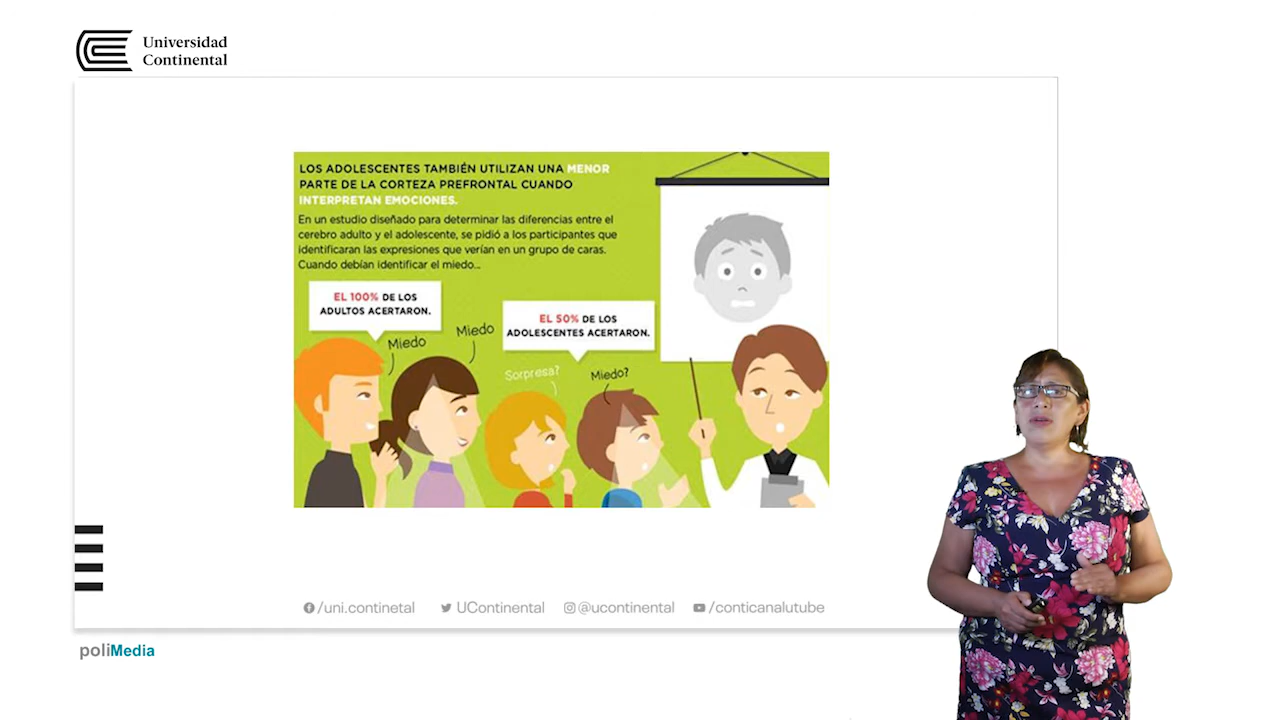 Universidad
Continental
LOS ADOLESCENTES TAMBIÉN UTILIZAN UNA MENOR
PARTE DE LA CORTEZA PREFRONTAL CUANDO
INTERPRETAN EMOCIONES.
En un estudio diseñado para determinar las diferencias entre el
cerebro adulto y el adolescente, se pidió a los participantes que
identificaran las expresiones que verían en un grupo de caras.
Cuando debían identificar el miedo...
EL 100% DE LOS
ADULTOS ACERTARON.
Miedo
Miedo
EL 50% DE LOS
ADOLESCENTES ACERTARON.
Sorpresa?
Miedo?
/uni.continetal
UContinental
@ucontinental
/conticanalutube
poliMedia